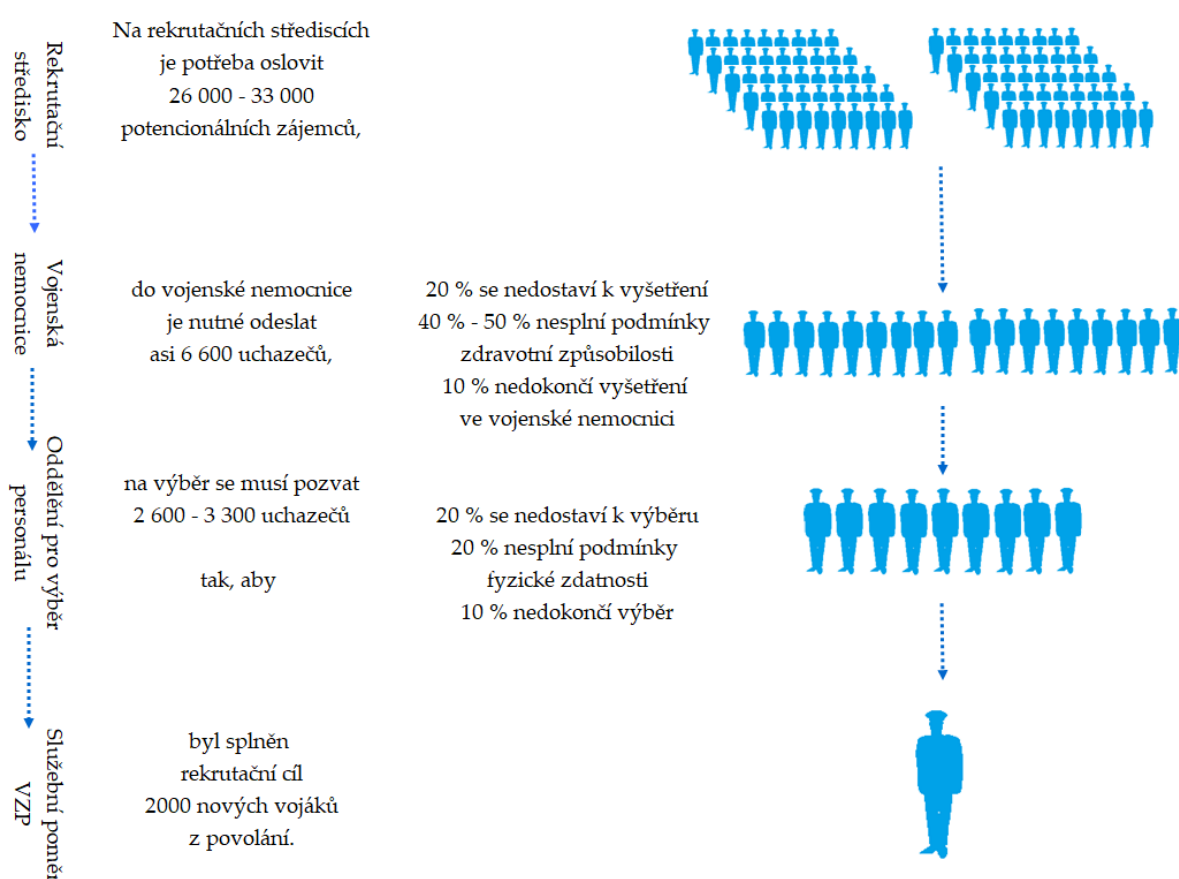 Rekrutační
středisko
Na rekrutačních střediscích
je potřeba oslovit
26 000 - 33 000
potencionálních zájemců,
Vojenská
nemocnice
do vojenské nemocnice
je nutné odeslat
asi 6 600 uchazečů,
20 % se nedostaví k vyšetření
40 % - 50 % nesplní podmínky
zdravotní způsobilosti
10 % nedokončí vyšetření
ve vojenské nemocnici
Oddělění pro výběr
personálu
na výběr se musí pozvat
2 600 - 3 300 uchazečů
tak, aby
20 % se nedostaví k výběru
20 % nesplní podmínky
fyzické zdatnosti
10 % nedokončí výběr
Služební poměr
VZP
byl splněn
rekrutační cíl
2000 nových vojáků
z povolání.